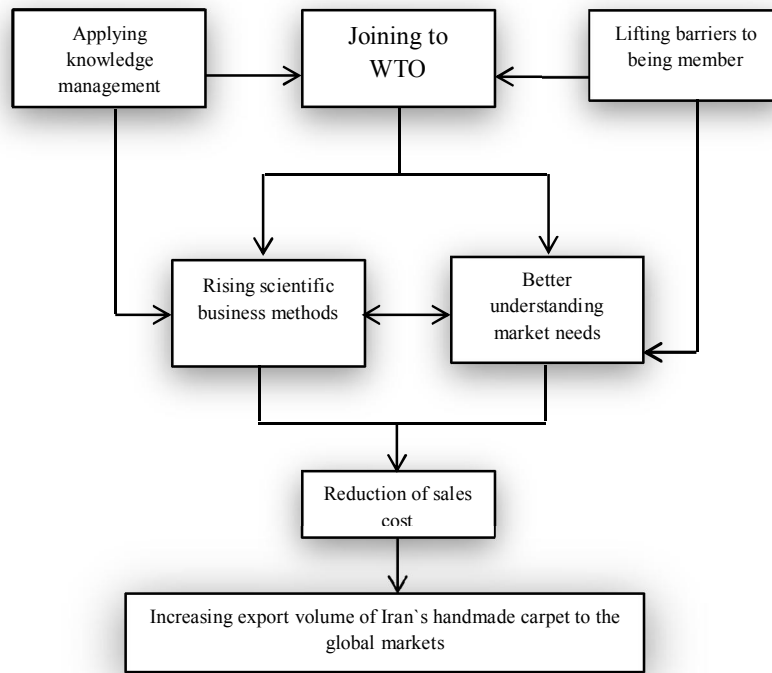 Applying
knowledge
management
Joining to
WTO
Lifting barriers to
being member
Rising scientific
business methods
Better
understanding
market needs
Reduction of sales
cost
Increasing export volume of Iran`s handmade carpet to the
global markets